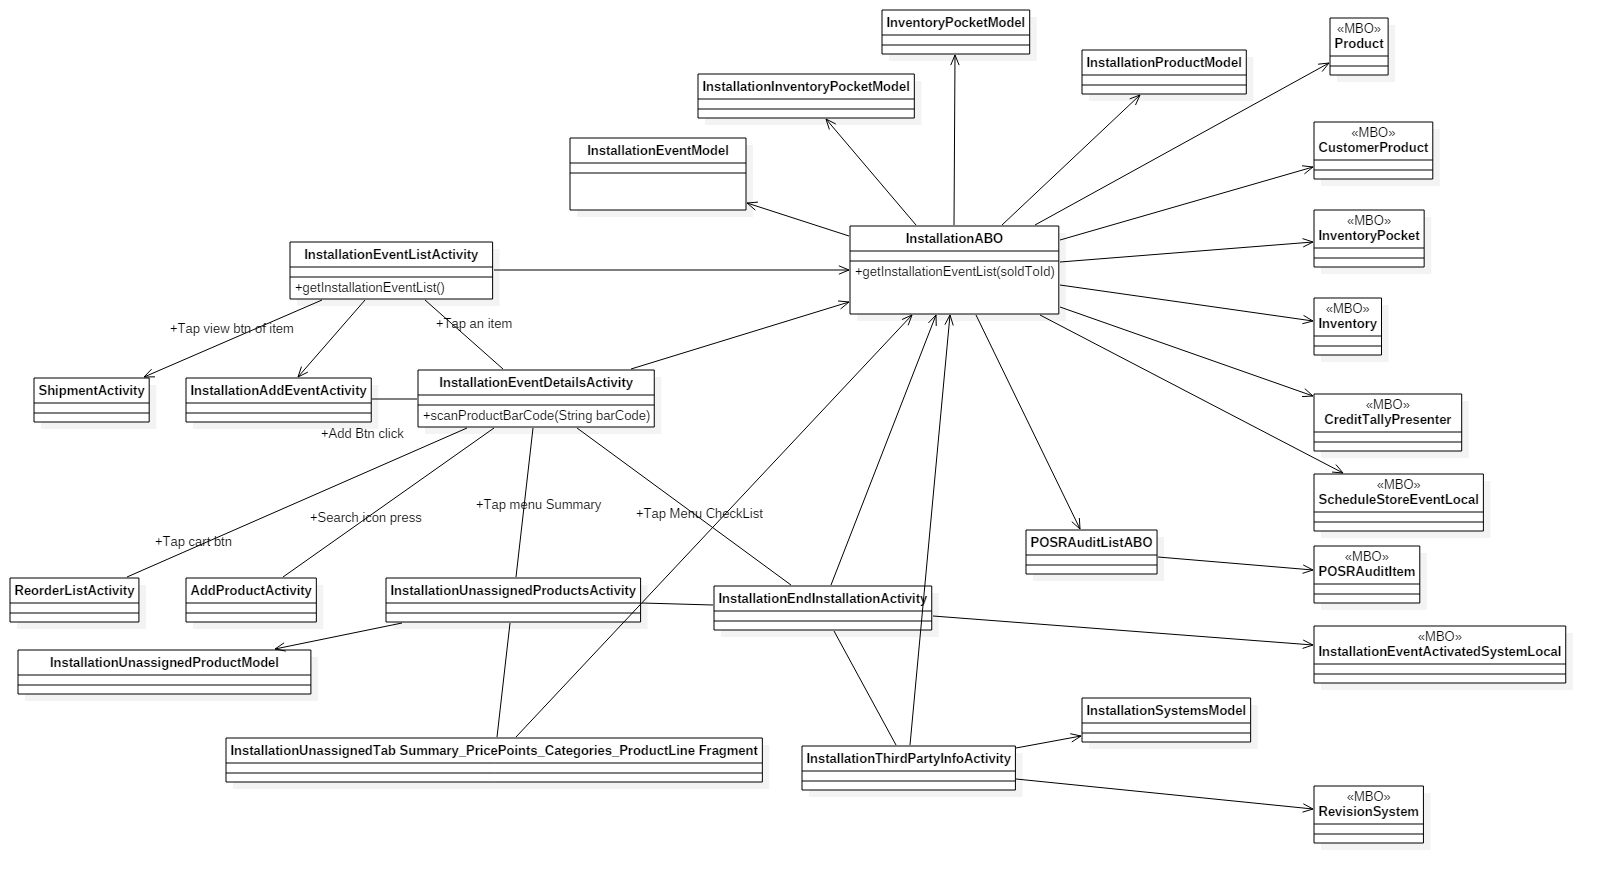 InventoryPocketModel
«MBO»
Product
InstallationProductModel
InstallationInventoryPocketModel
«MBO»
CustomerProduct
InstallationEventModel
«MBO»
InventoryPocket
InstallationABO
+getInstallationEventList(soldToId)
InstallationEventListActivity
+getInstallationEventList()
«MBO»
Inventory
+Tap view btn of item
+Tap an item
ShipmentActivity
InstallationAddEventActivity
InstallationEventDetailsActivity
+scanProductBarCode(String barCode)
«MBO»
CreditTallyPresenter
+Add Btn click
«MBO»
ScheduleStoreEventLocal
+Tap menu Summary
+Tap Menu CheckList
+Search icon press
+Tap cart btn
POSRAuditListABO
«MBO»
POSRAuditItem
ReorderListActivity
AddProductActivity
InstallationUnassignedProductsActivity
InstallationEndInstallationActivity
«MBO»
InstallationEventActivatedSystemLocal
InstallationUnassignedProductModel
InstallationSystemsModel
InstallationUnassignedTab Summary_PricePoints_Categories_ProductLine Fragment
InstallationThirdPartyInfoActivity
«MBO»
RevisionSystem